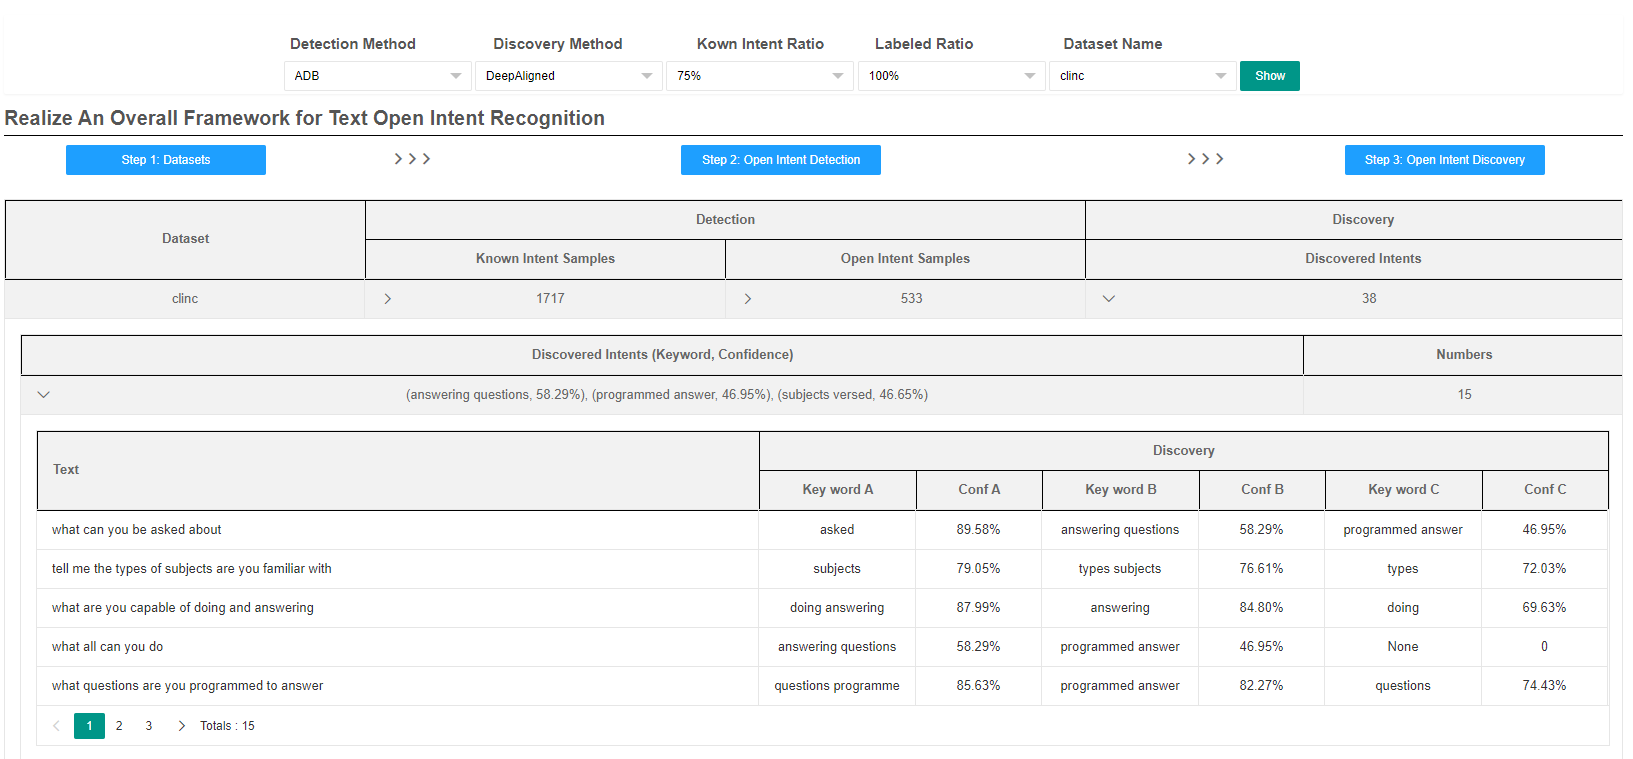 Detection Method Discovery Method Kown Intent Ratio Labeled Ratio Dataset Name
ADB DeepAligned 75% 100% clinc Show
Realize An Overall Framework for Text Open Intent Recognition
Step 1: Datasets Step 2: Open Intent Detection Step 3: Open Intent Discovery
Dataset Detection Discovery
Known Intent Samples Open Intent Samples Discovered Intents
clinc 1717 533 38
Discovered Intents (Keyword, Confidence) Numbers
(answering questions, 58.29%), (programmed answer, 46.95%), (subjects versed, 46.65%) 15
Text Discovery
Key word A Conf A Key word B Conf B Key word C Conf C
what can you be asked about asked 89.58% answering questions 58.29% programmed answer 46.95%
tell me the types of subjects are you familiar with subjects 79.05% types subjects 76.61% types 72.03%
what are you capable of doing and answering doing answering 87.99% answering 84.80% doing 69.63%
what all can you do answering questions 58.29% programmed answer 46.95% None 0
what questions are you programmed to answer questions programme 85.63% programmed answer 82.27% questions 74.43%
1 2 3 Totals : 15